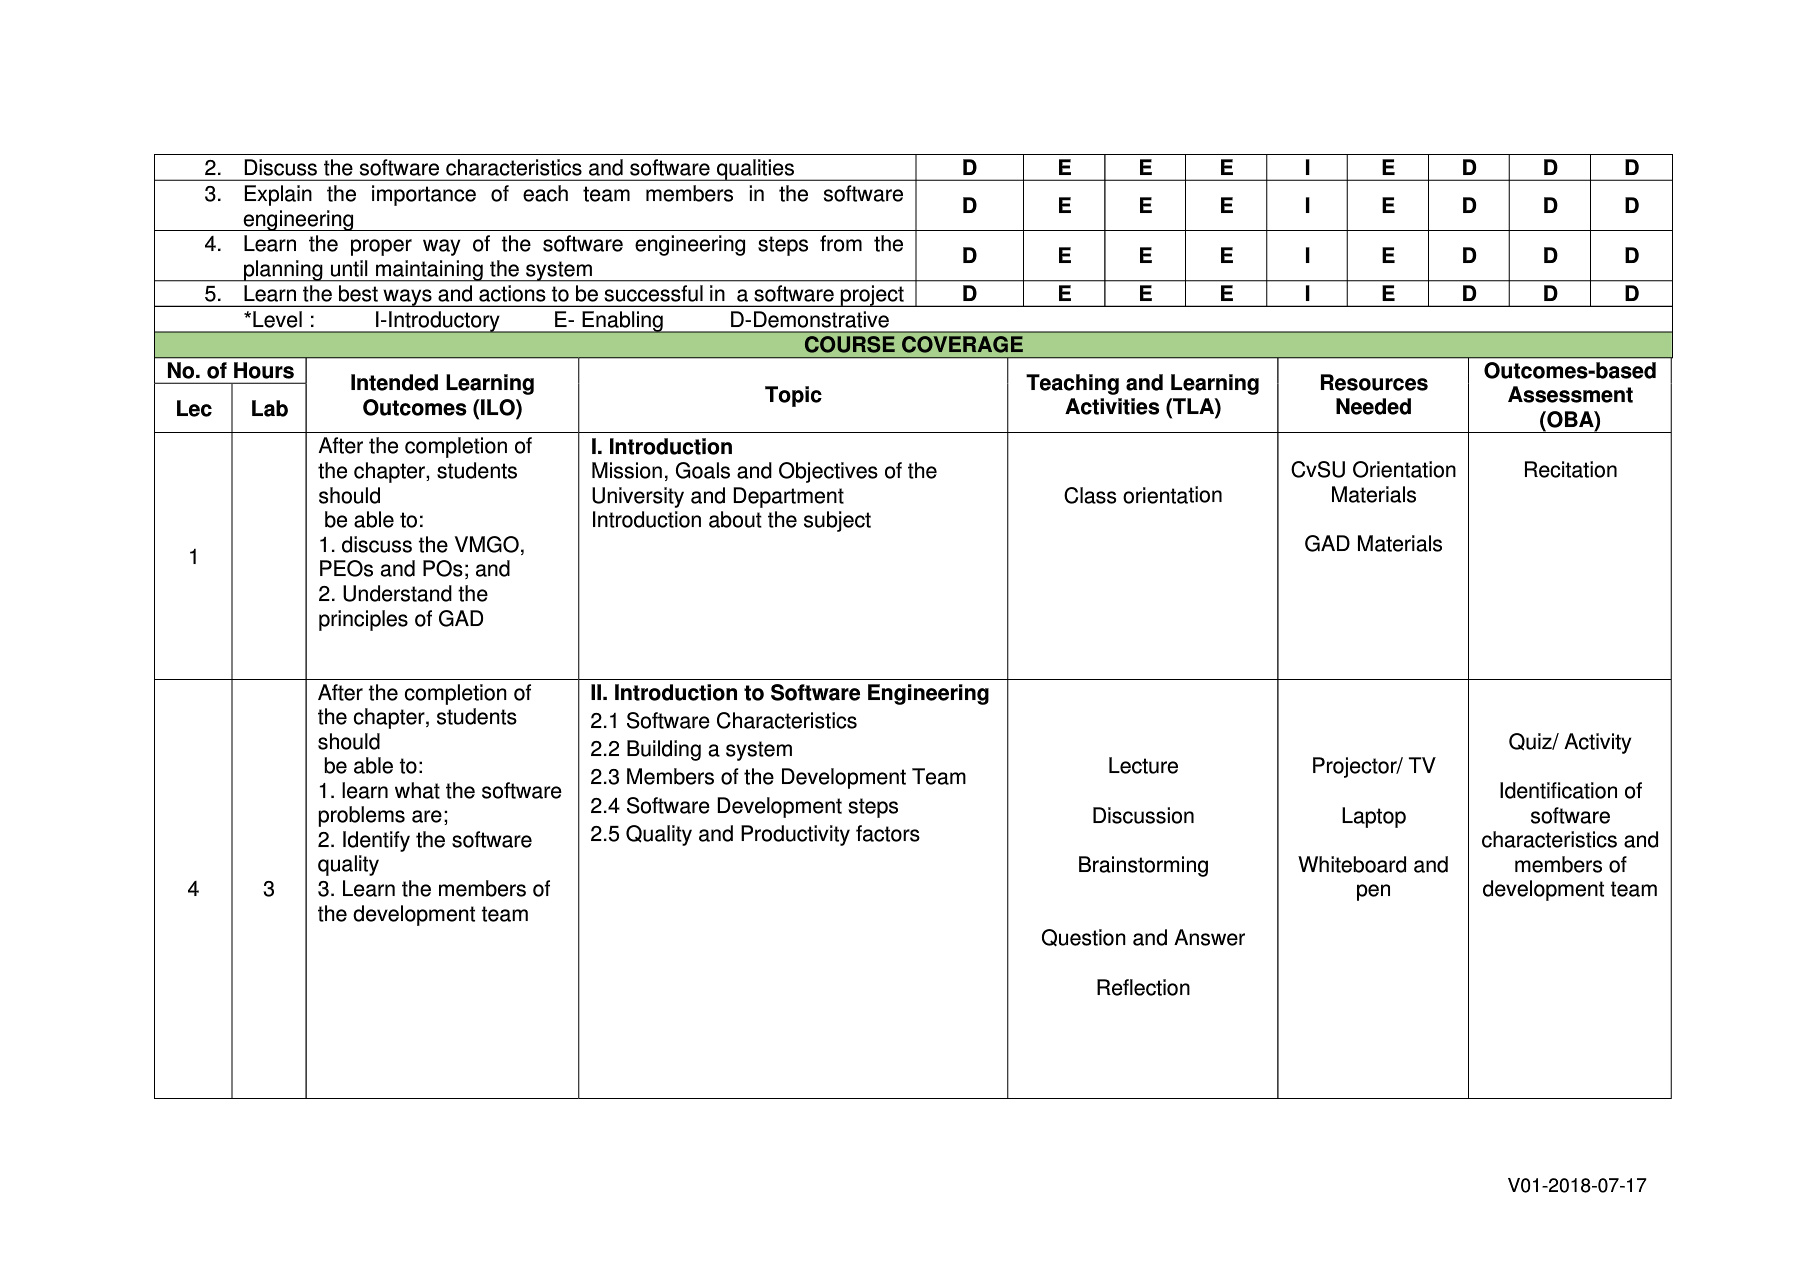 2. Discuss the software characteristics and software qualities D E E E I E D D D
3. Explain the importance of each team members in the software
engineering D E E E I E D D D
4. Learn the proper way of the software engineering steps from the
planning until maintaining the system D E E E I E D D D
5. Learn the best ways and actions to be successful in a software project D E E E I E D D D
*Level : I-Introductory E- Enabling D-Demonstrative
COURSE COVERAGE
No. of Hours
Lec Lab
Intended Learning
Outcomes (ILO)
Topic
Teaching and Learning
Activities (TLA)
Resources
Needed
Outcomes-based
Assessment
(OBA)
1
After the completion of
the chapter, students
should
be able to:
1. discuss the VMGO,
PEOs and POs; and
2. Understand the
principles of GAD
I. Introduction
Mission, Goals and Objectives of the
University and Department
Introduction about the subject
Class orientation
CvSU Orientation
Materials
GAD Materials
Recitation
4 3
After the completion of
the chapter, students
should
be able to:
1. learn what the software
problems are;
2. Identify the software
quality
3. Learn the members of
the development team
II. Introduction to Software Engineering
2.1 Software Characteristics
2.2 Building a system
2.3 Members of the Development Team
2.4 Software Development steps
2.5 Quality and Productivity factors
Lecture
Discussion
Brainstorming
Question and Answer
Reflection
Projector/ TV
Laptop
Whiteboard and
pen
Quiz/ Activity
Identification of
software
characteristics and
members of
development team
V01-2018-07-17